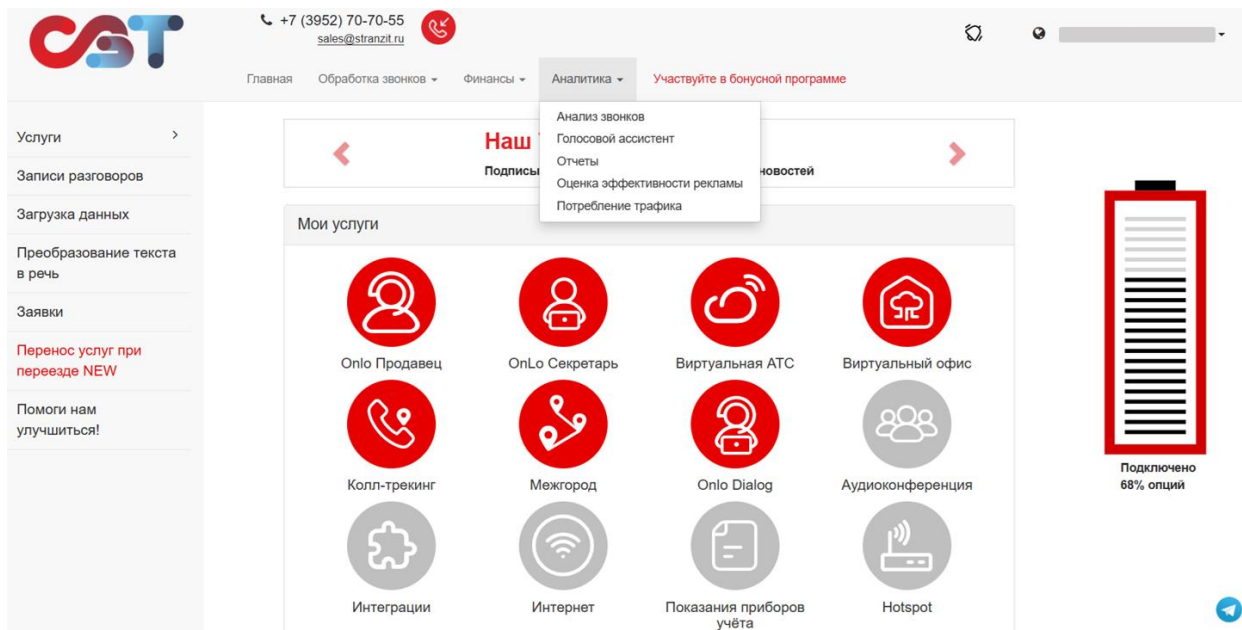 CST
+7 (3952) 70-70-55
sales@stranzit.ru
Главная Обработка звонков Финансы Аналитика Участвуйте в бонусной программе
Анализ звонков
Голосовой ассистент
Отчеты
Оценка эффективности рекламы
Потребление трафика
Услуги
Записи разговоров
Загрузка данных
Преобразование текста
в речь
Заявки
Перенос услуг при
переезде NEW
Помоги нам
улучшиться!
Наш
новостей
Мои услуги
Onlo Продавец OnLo Секретарь Виртуальная АТС Виртуальный офис
Колл-трекинг Межгород Onlo Dialog Аудиоконференция
Интеграции Интернет Показания приборов
учёта
Hotspot
Подключено
68% опций